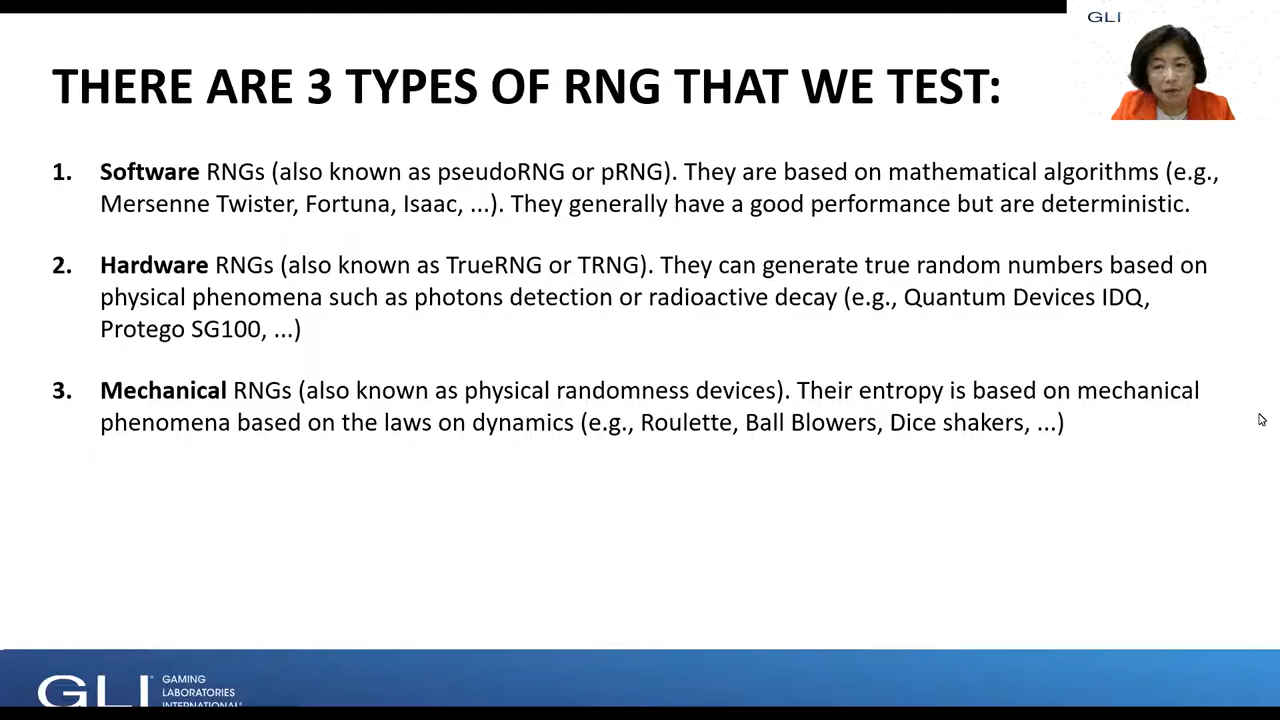 GLI
THERE ARE 3 TYPES OF RNG THAT WE TEST:
1. Software RNGs (also known as pseudoRNG or pRNG). They are based on mathematical algorithms (e.g.,
Mersenne Twister, Fortuna, Isaac, ...). They generally have a good performance but are deterministic.
2. Hardware RNGs (also known as TrueRNG or TRNG). They can generate true random numbers based on
physical phenomena such as photons detection or radioactive decay (e.g., Quantum Devices IDQ,
Protego SG100, ...)
3. Mechanical RNGs (also known as physical randomness devices). Their entropy is based on mechanical
phenomena based on the laws on dynamics (e.g., Roulette, Ball Blowers, Dice shakers, ...)
GLI
GAMING
LABORATORIES
INTERNATIONAL®